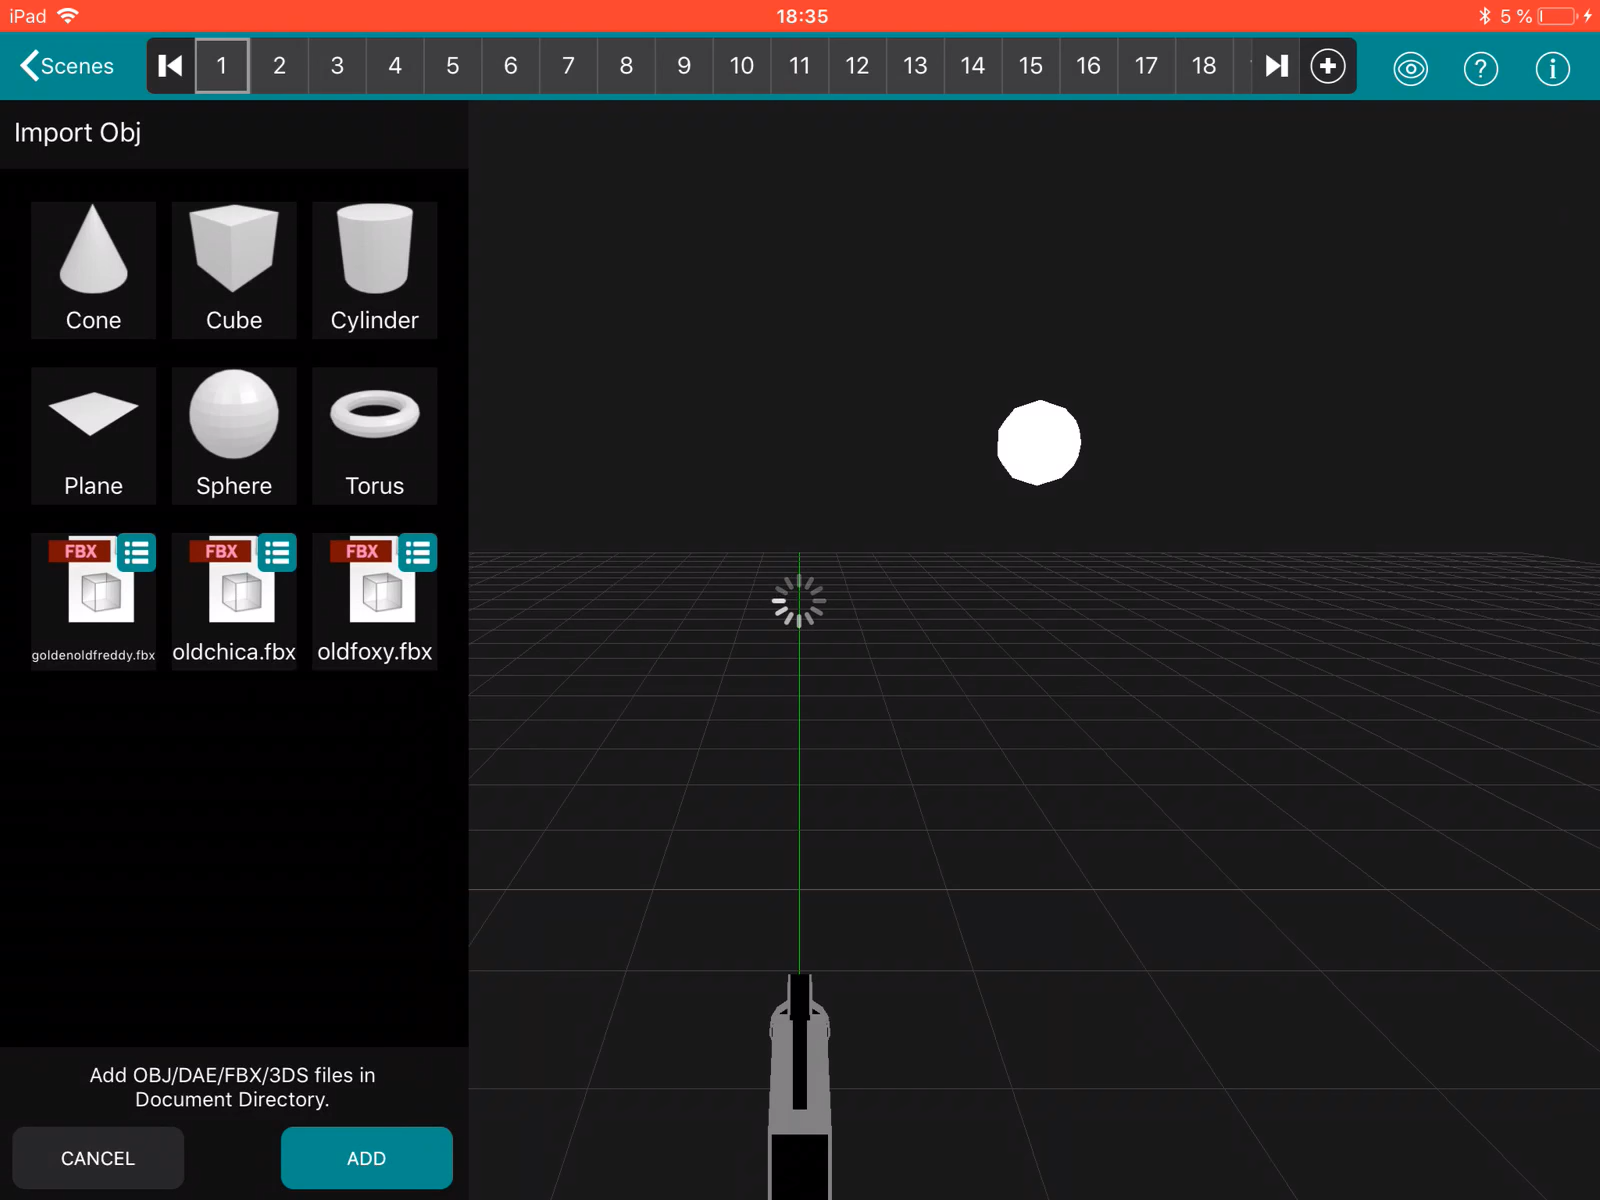 iPad 18:35 5 %
Scenes 1 2 3 4 5 6 7 8 9 10 11 12 13 14 15 16 17 18
Import Obj
Cone Cube Cylinder
Plane Sphere Torus
FBX FBX FBX
goldenoldfreddy.fbx oldchica.fbx oldfoxy.fbx
Add OBJ/DAE/FBX/3DS files in
Document Directory.
CANCEL ADD